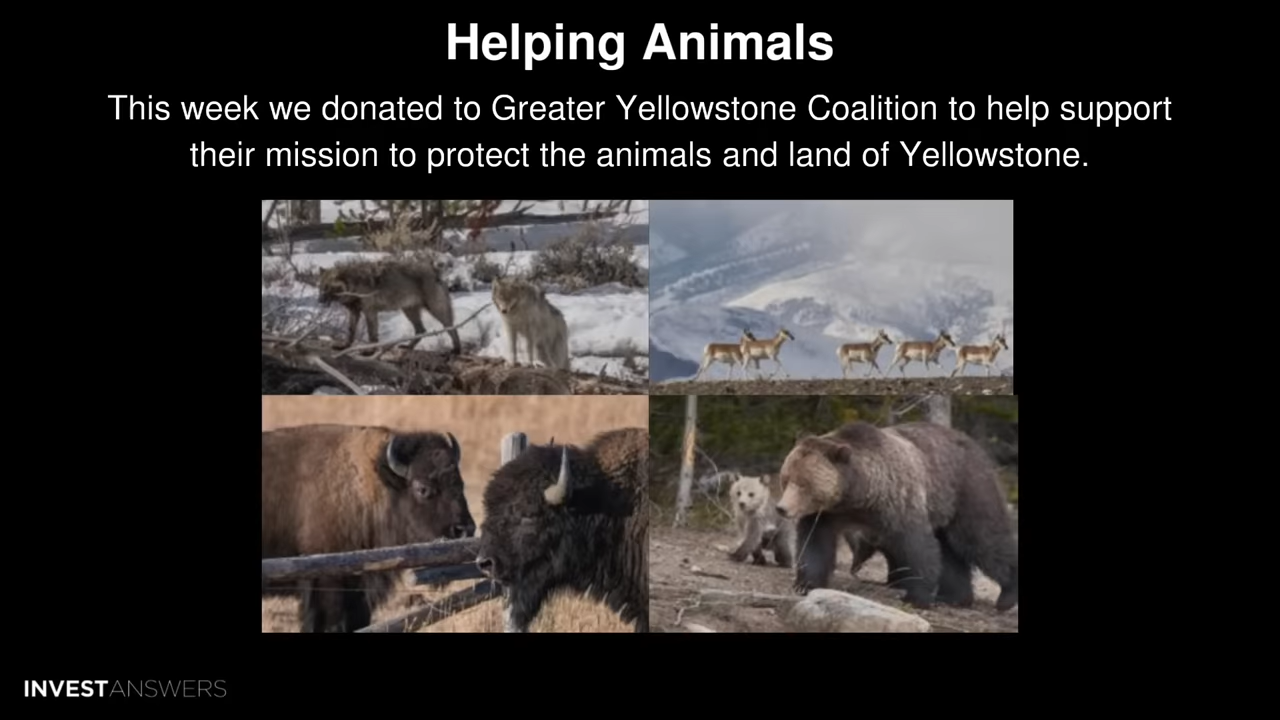 Helping Animals
This week we donated to Greater Yellowstone Coalition to help support
their mission to protect the animals and land of Yellowstone.
INVESTANSWERS